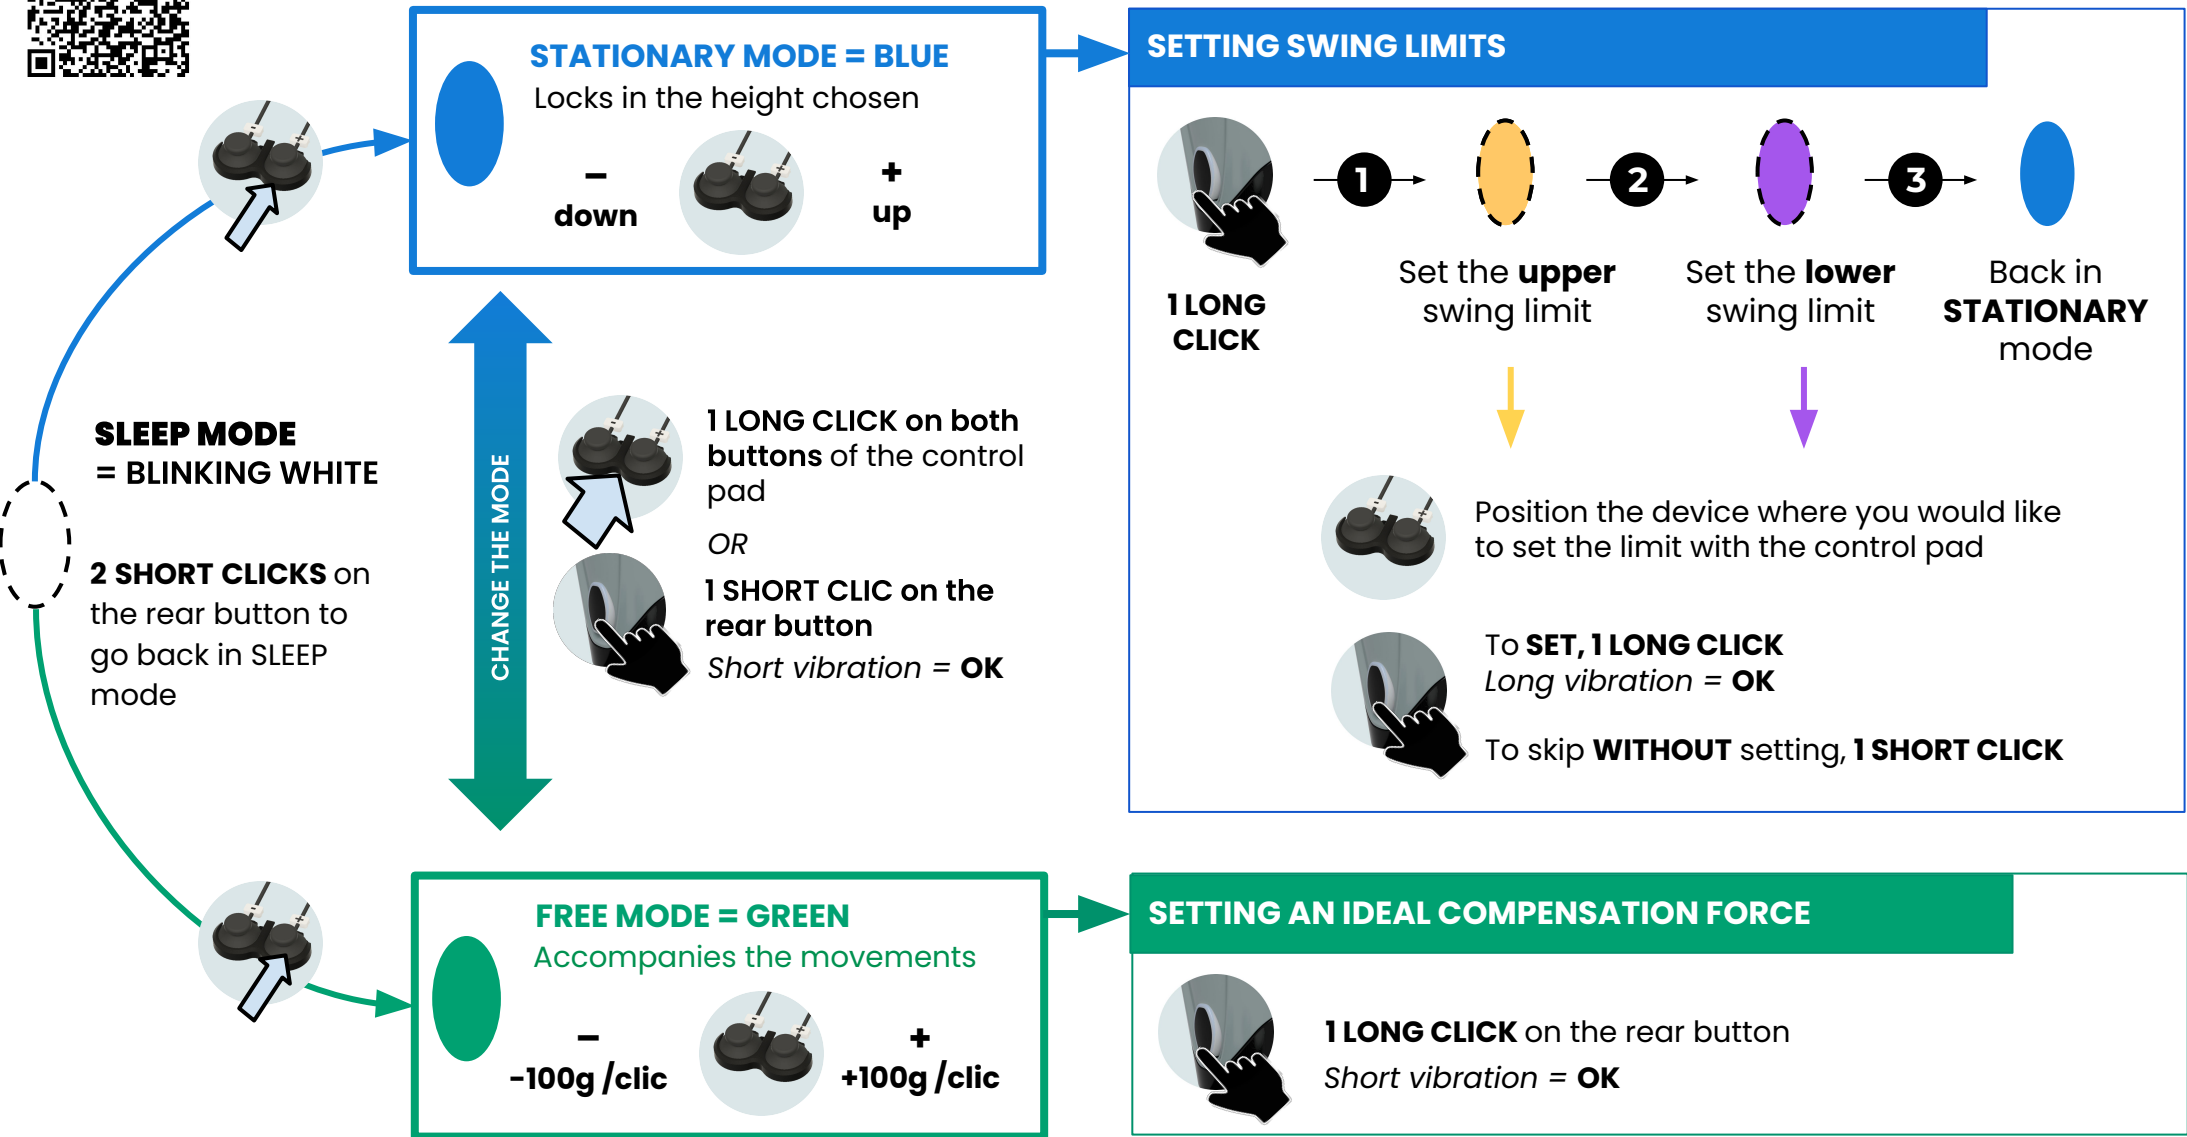 STATIONARY MODE = BLUE
Locks in the height chosen
–
down
+
up
SETTING SWING LIMITS
1 LONG
CLICK
1
2
3
Set the upper
swing limit
Set the lower
swing limit
Back in
STATIONARY
mode
Position the device where you would like
to set the limit with the control pad
To SET, 1 LONG CLICK
Long vibration = OK
To skip WITHOUT setting, 1 SHORT CLICK
SLEEP MODE
= BLINKING WHITE
2 SHORT CLICKS on
the rear button to
go back in SLEEP
mode
CHANGE THE MODE
1 LONG CLICK on both
buttons of the control
pad
OR
1 SHORT CLIC on the
rear button
Short vibration = OK
FREE MODE = GREEN
Accompanies the movements
–
-100g /clic
+
+100g /clic
SETTING AN IDEAL COMPENSATION FORCE
1 LONG CLICK on the rear button
Short vibration = OK